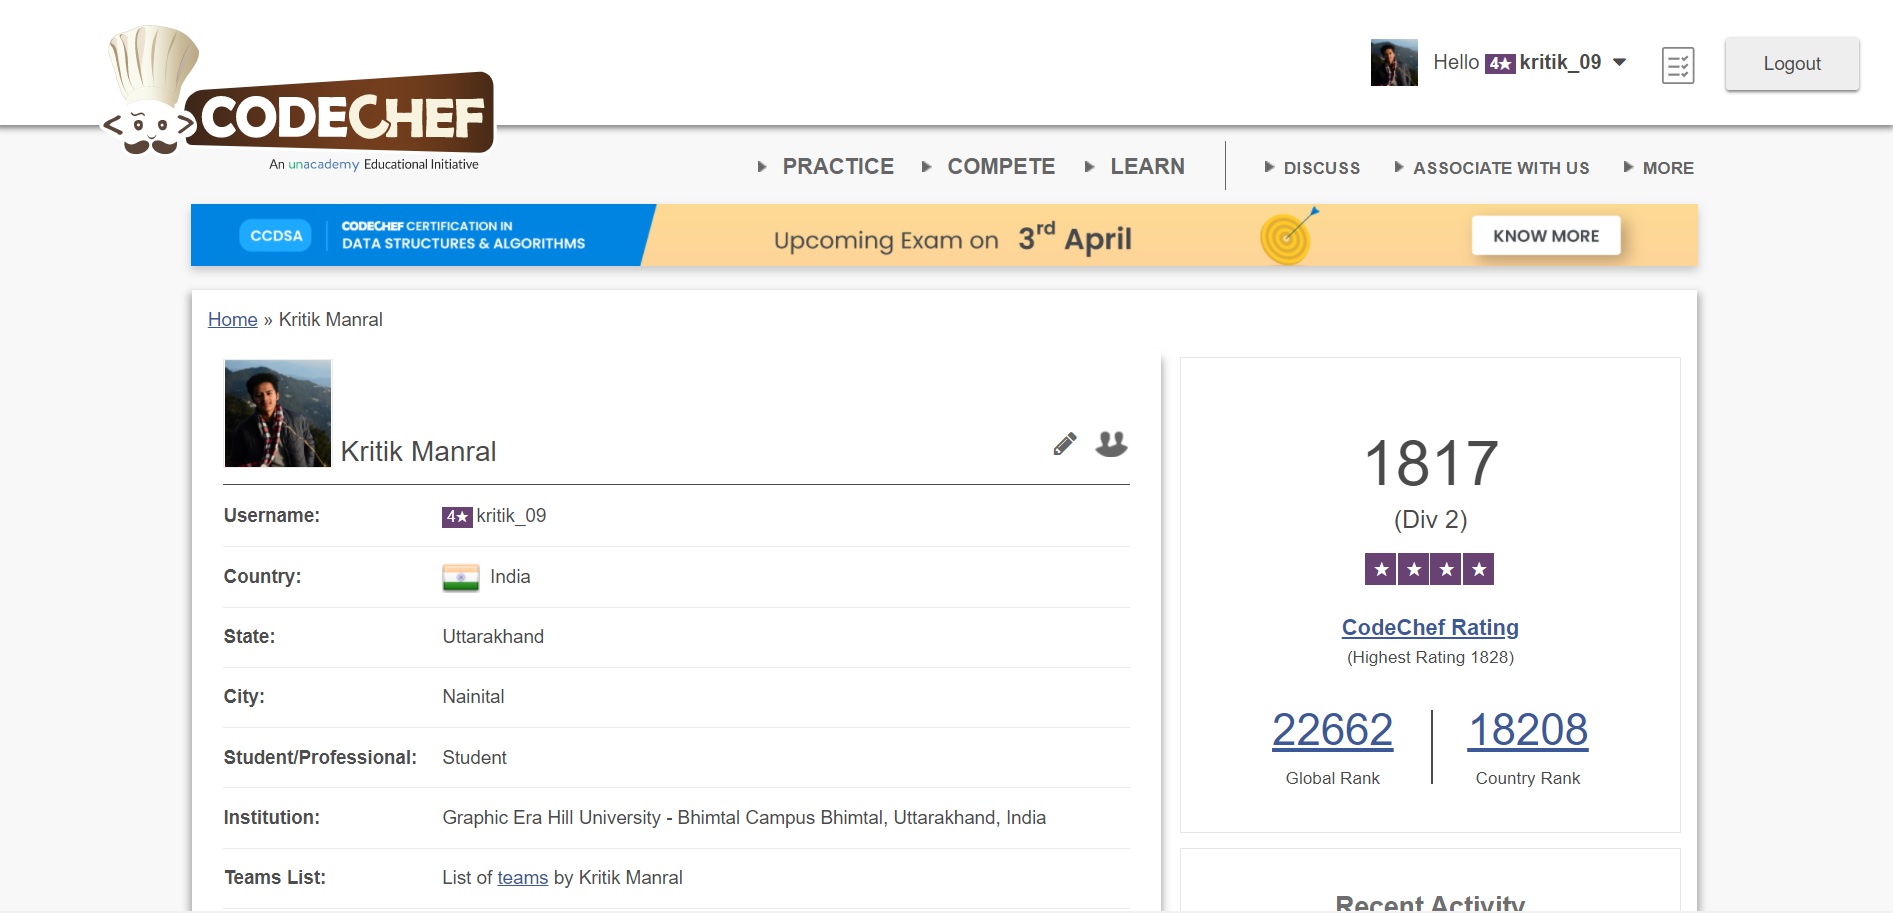 Hello 4★ kritik_09
Logout
CODECHEF
An unacademy Educational Initiative
PRACTICE COMPETE LEARN DISCUSS ASSOCIATE WITH US MORE
CCDSA
CODECHEF CERTIFICATION IN
DATA STRUCTURES & ALGORITHMS
Upcoming Exam on 3rd April
KNOW MORE
Home » Kritik Manral
Kritik Manral
Username: 4★ kritik_09
Country: India
State: Uttarakhand
City: Nainital
Student/Professional: Student
Institution: Graphic Era Hill University - Bhimtal Campus Bhimtal, Uttarakhand, India
Teams List: List of teams by Kritik Manral
1817
(Div 2)
★ ★ ★ ★
CodeChef Rating
(Highest Rating 1828)
22662 18208
Global Rank Country Rank
Recent Activity